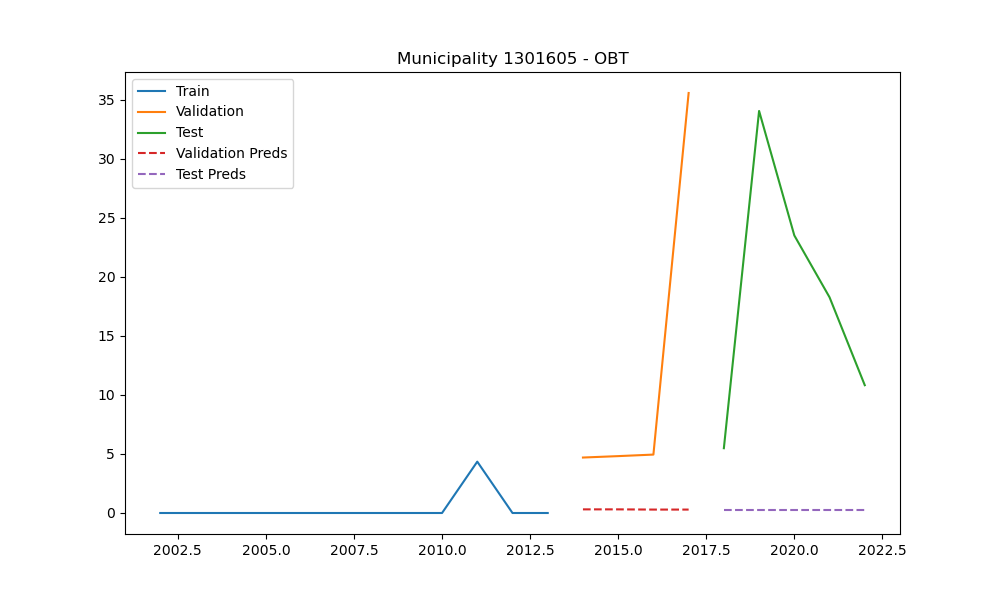 Municipality 1301605 - OBT
Train
Validation
Test
Validation Preds
Test Preds
35
30
25
20
15
10
5
0
2002.5 2005.0 2007.5 2010.0 2012.5 2015.0 2017.5 2020.0 2022.5